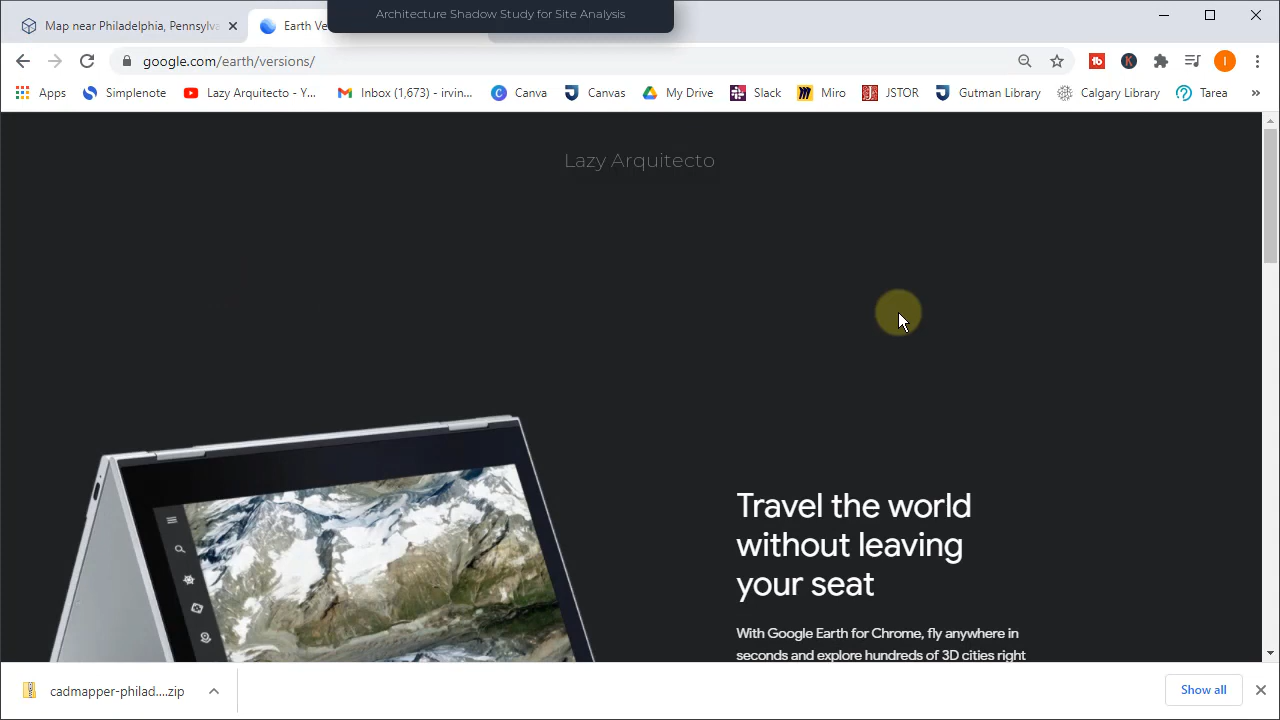 Architecture Shadow Study for Site Analysis
Map near Philadelphia, Pennsylva
Earth Ve
google.com/earth/versions/
Apps
Simplenote
Lazy Arquitecto - Y...
Inbox (1,673) - irvin...
Canva
Canvas
My Drive
Slack
Miro
JSTOR
Gutman Library
Calgary Library
Tarea
Lazy Arquitecto
Travel the world
without leaving
your seat
With Google Earth for Chrome, fly anywhere in
seconds and explore hundreds of 3D cities right
cadmapper-philad....zip
Show all